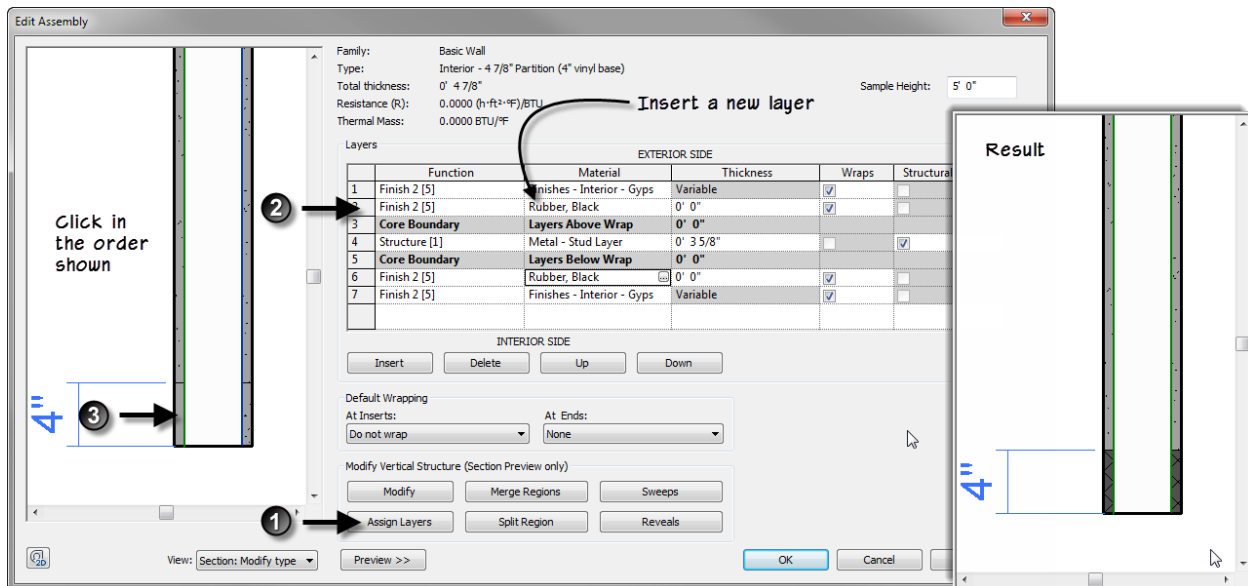 Edit Assembly
Family: Basic Wall
Type: Interior - 4 7/8" Partition (4" vinyl base)
Total thickness: 0' 4 7/8" Sample Height: 5' 0"
Resistance (R): 0.0000 (h·ft²·°F)/BTU
Thermal Mass: 0.0000 BTU/°F
Insert a new layer
Layers
EXTERIOR SIDE
Function Material Thickness Wraps Structural
1 Finish 2 [5] Finishes - Interior - Gyps Variable
2 Finish 2 [5] Rubber, Black 0' 0"
3 Core Boundary Layers Above Wrap 0' 0"
4 Structure [1] Metal - Stud Layer 0' 3 5/8"
5 Core Boundary Layers Below Wrap 0' 0"
6 Finish 2 [5] Rubber, Black ... 0' 0"
7 Finish 2 [5] Finishes - Interior - Gyps Variable
INTERIOR SIDE
Insert Delete Up Down
Default Wrapping
At Inserts: At Ends:
Do not wrap None
Modify Vertical Structure (Section Preview only)
Modify Merge Regions Sweeps
Assign Layers Split Region Reveals
2D View: Section: Modify type Preview >> OK Cancel
Click in
the order
shown
2
3
1
4"
Result
4"